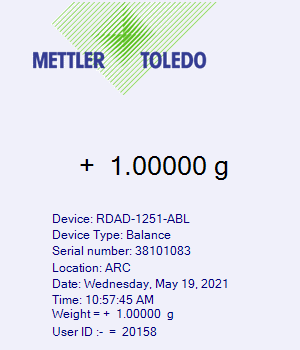 METTLER TOLEDO
+ 1.00000 g
Device: RDAD-1251-ABL
Device Type: Balance
Serial number: 38101083
Location: ARC
Date: Wednesday, May 19, 2021
Time: 10:57:45 AM
Weight = + 1.00000 g
User ID :- = 20158